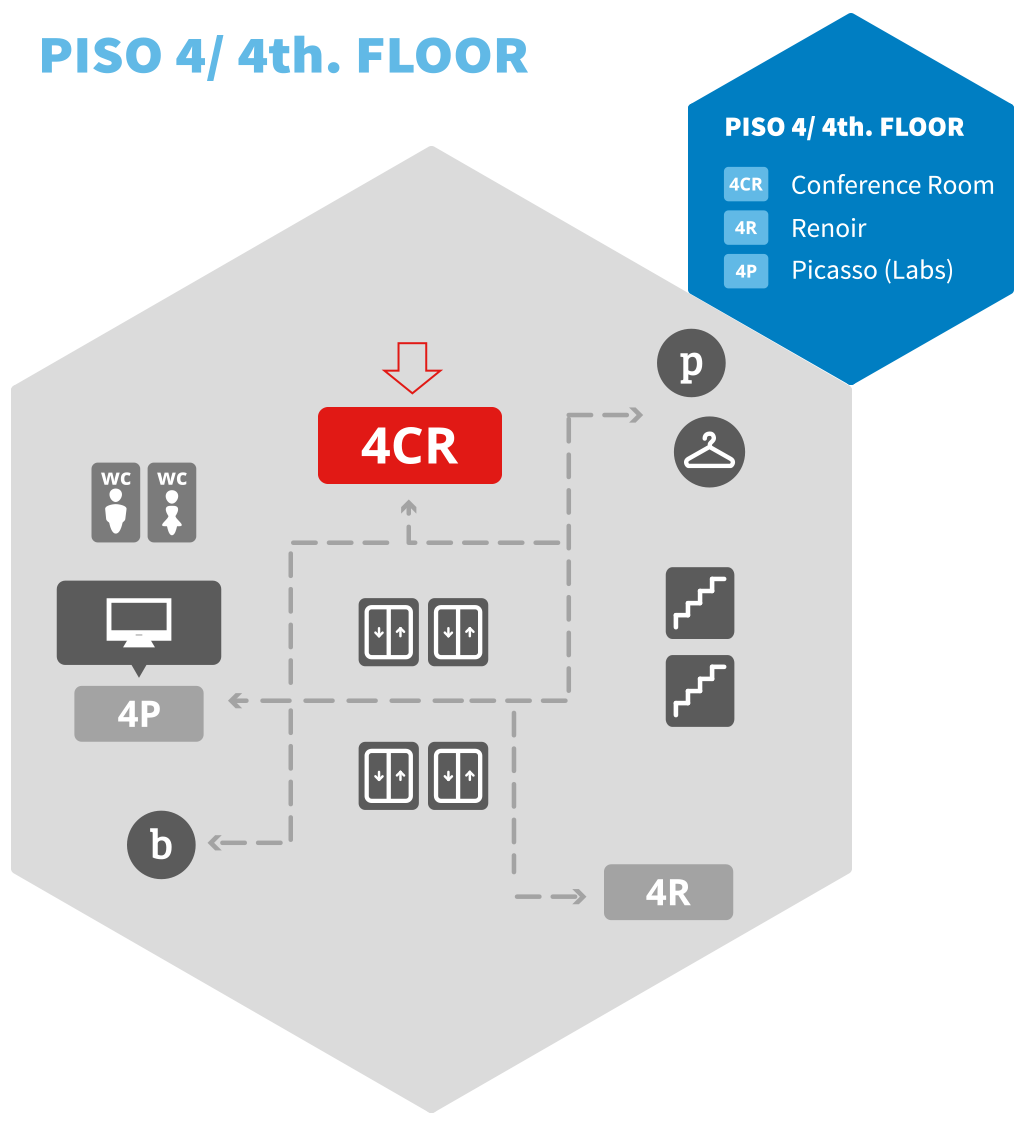 PISO 4/ 4th. FLOOR
PISO 4/ 4th. FLOOR
4CR Conference Room
4R Renoir
4P Picasso (Labs)
p
4CR
wc wc
4P
b
4R